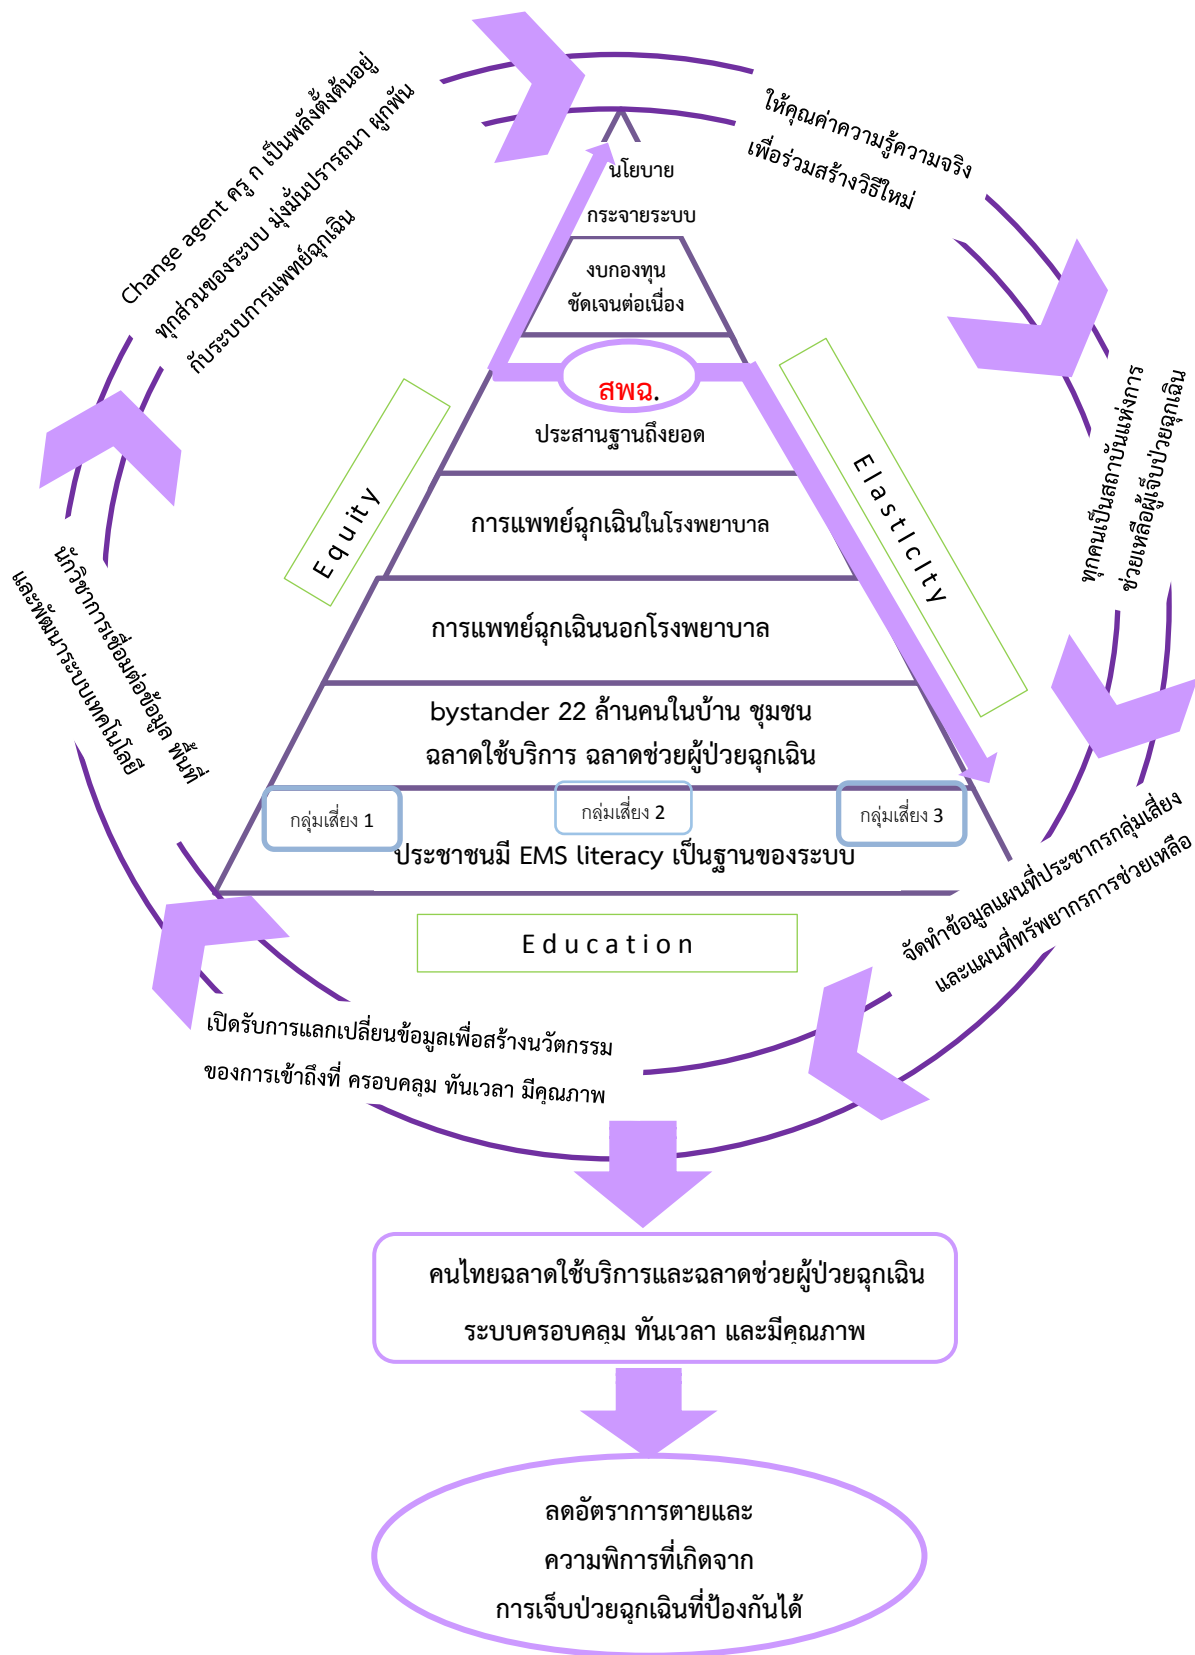 Change agent ครู ก เป็นพลังตั้งต้นอยู่
ทุกส่วนของระบบ มุ่งมั่นปรารถนา ผูกพัน
กับระบบการแพทย์ฉุกเฉิน
ให้คุณค่าความรู้ความจริง
เพื่อร่วมสร้างวิธีใหม่
นโยบาย
กระจายระบบ
งบกองทุน
ชัดเจนต่อเนื่อง
สพฉ.
ประสานฐานถึงยอด
Equity
ElastIcIty
ทุกคนเป็นสถาบันแห่งการ
ช่วยเหลือผู้เจ็บป่วยฉุกเฉิน
การแพทย์ฉุกเฉินในโรงพยาบาล
การแพทย์ฉุกเฉินนอกโรงพยาบาล
นักวิชาการเชื่อมต่อข้อมูล พื้นที่
และพัฒนาระบบเทคโนโลยี
bystander 22 ล้านคนในบ้าน ชุมชน
ฉลาดใช้บริการ ฉลาดช่วยผู้ป่วยฉุกเฉิน
กลุ่มเสี่ยง 1
กลุ่มเสี่ยง 2
กลุ่มเสี่ยง 3
ประชาชนมี EMS literacy เป็นฐานของระบบ
จัดทำข้อมูลแผนที่ประชากรกลุ่มเสี่ยง
และแผนที่ทรัพยากรการช่วยเหลือ
Education
เปิดรับการแลกเปลี่ยนข้อมูลเพื่อสร้างนวัตกรรม
ของการเข้าถึงที่ ครอบคลุม ทันเวลา มีคุณภาพ
คนไทยฉลาดใช้บริการและฉลาดช่วยผู้ป่วยฉุกเฉิน
ระบบครอบคลุม ทันเวลา และมีคุณภาพ
ลดอัตราการตายและ
ความพิการที่เกิดจาก
การเจ็บป่วยฉุกเฉินที่ป้องกันได้